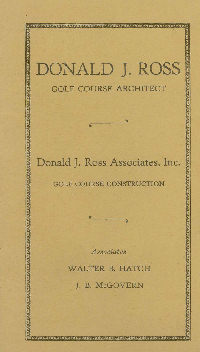 DONALD J. ROSS
GOLF COURSE ARCHITECT
Donald J. Ross Associates, Inc.
GOLF COURSE CONSTRUCTION
Associates
WALTER B. HATCH
J. B. McGOVERN